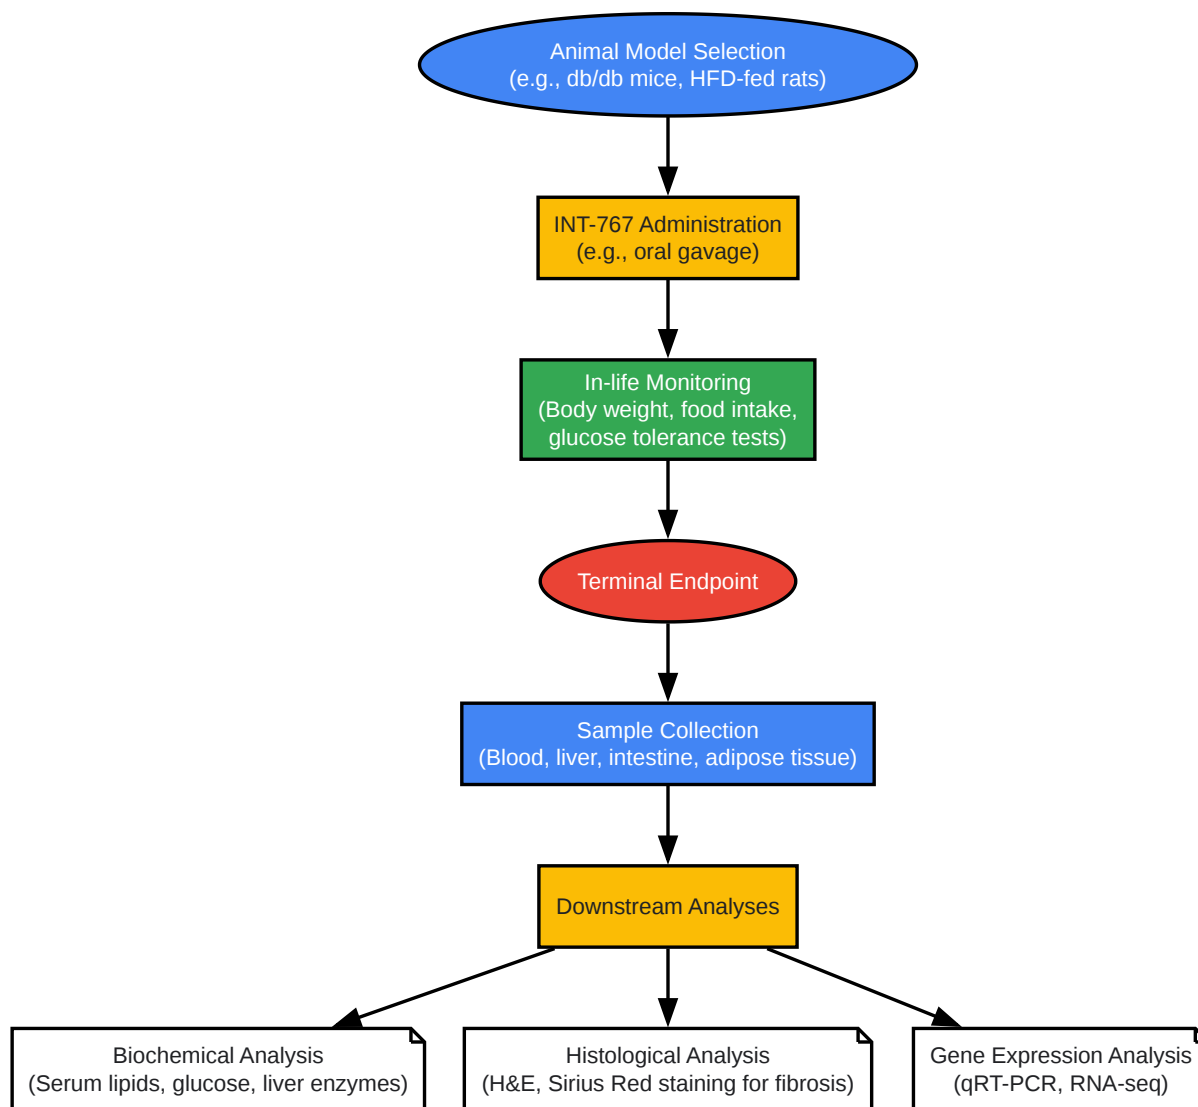 Animal Model Selection
(e.g., db/db mice, HFD-fed rats)
INT-767 Administration
(e.g., oral gavage)
In-life Monitoring
(Body weight, food intake,
glucose tolerance tests)
Terminal Endpoint
Sample Collection
(Blood, liver, intestine, adipose tissue)
Downstream Analyses
Biochemical Analysis
(Serum lipids, glucose, liver enzymes)
Histological Analysis
(H&E, Sirius Red staining for fibrosis)
Gene Expression Analysis
(qRT-PCR, RNA-seq)